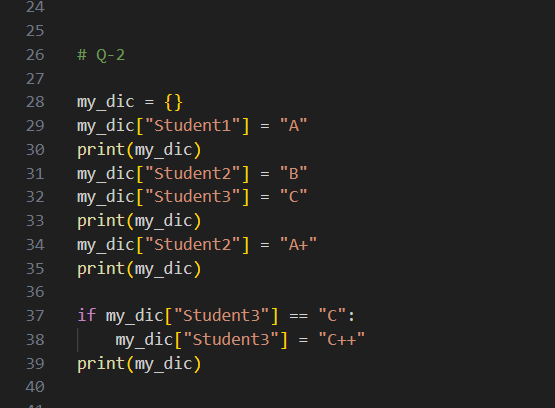 24
25
26 # Q-2
27
28 my_dic = {}
29 my_dic["Student1"] = "A"
30 print(my_dic)
31 my_dic["Student2"] = "B"
32 my_dic["Student3"] = "C"
33 print(my_dic)
34 my_dic["Student2"] = "A+"
35 print(my_dic)
36
37 if my_dic["Student3"] == "C":
38     my_dic["Student3"] = "C++"
39 print(my_dic)
40
41